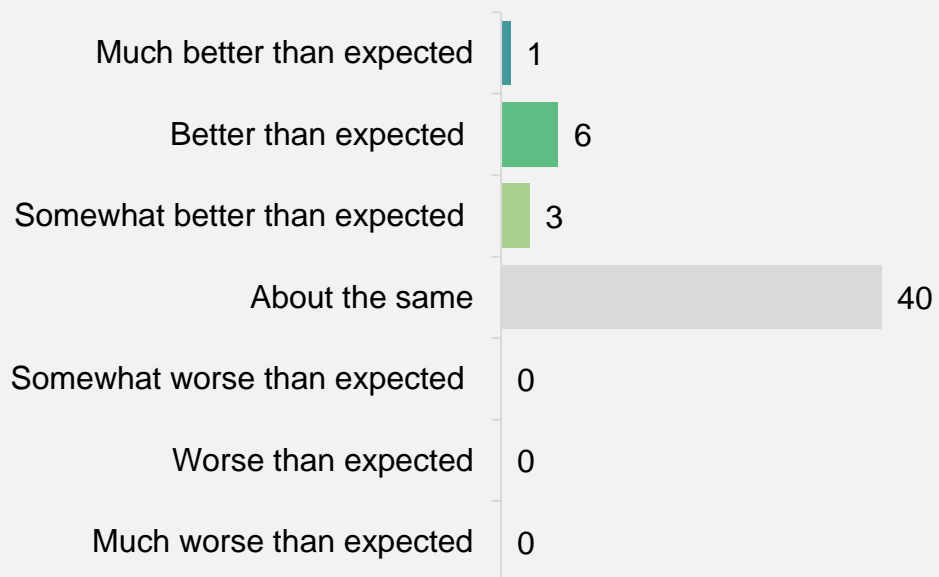 Much better than expected 1
Better than expected 6
Somewhat better than expected 3
About the same 40
Somewhat worse than expected 0
Worse than expected 0
Much worse than expected 0